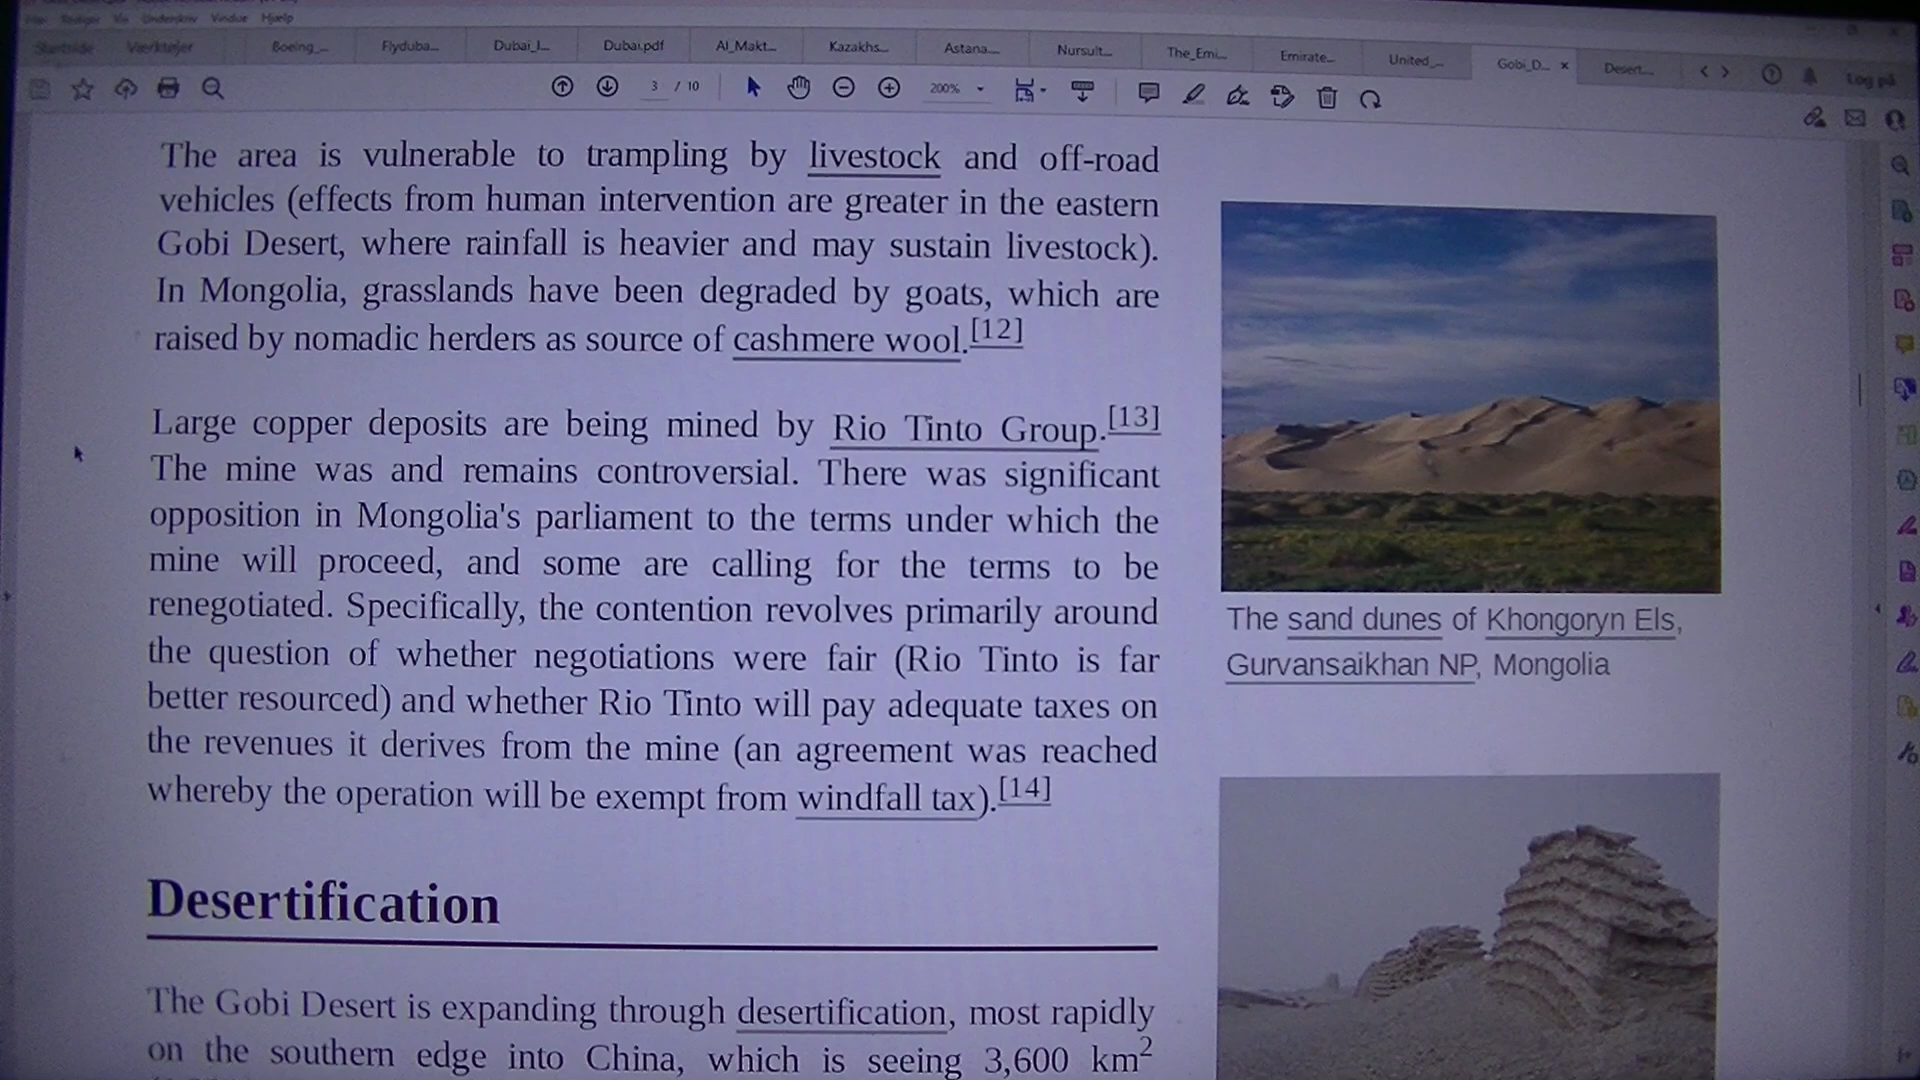 Vindue Hjælp
Startside Værktøjer Boeing_... Flyduba... Dubai_I... Dubai.pdf Al_Makt... Kazakhs... Astana... Nursult... The_Emi... Emirate... United_... Gobi_D... × Desert...
3 / 10 200% Log på
The area is vulnerable to trampling by livestock and off-road
vehicles (effects from human intervention are greater in the eastern
Gobi Desert, where rainfall is heavier and may sustain livestock).
In Mongolia, grasslands have been degraded by goats, which are
raised by nomadic herders as source of cashmere wool.[12]
Large copper deposits are being mined by Rio Tinto Group.[13]
The mine was and remains controversial. There was significant
opposition in Mongolia's parliament to the terms under which the
mine will proceed, and some are calling for the terms to be
renegotiated. Specifically, the contention revolves primarily around
the question of whether negotiations were fair (Rio Tinto is far
better resourced) and whether Rio Tinto will pay adequate taxes on
the revenues it derives from the mine (an agreement was reached
whereby the operation will be exempt from windfall tax).[14]
Desertification
The Gobi Desert is expanding through desertification, most rapidly
on the southern edge into China, which is seeing 3,600 km²
The sand dunes of Khongoryn Els,
Gurvansaikhan NP, Mongolia